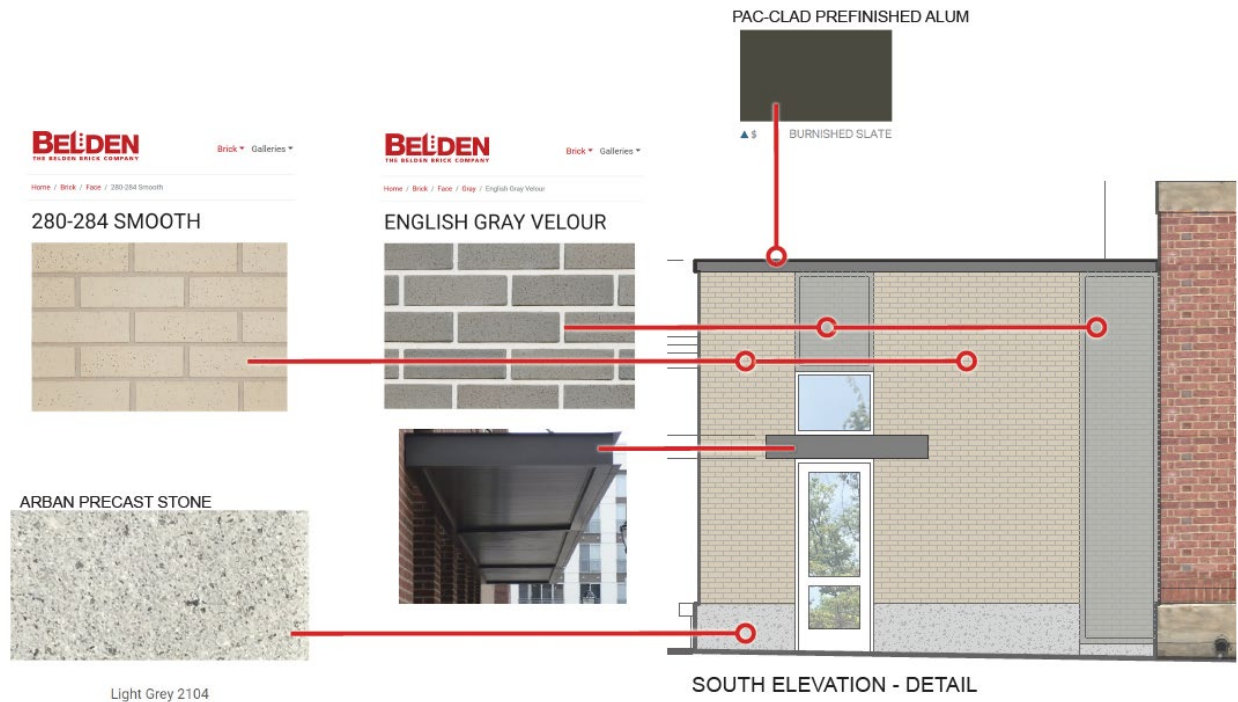 PAC-CLAD PREFINISHED ALUM
▲ $ BURNISHED SLATE
BELDEN
THE BELDEN BRICK COMPANY
Brick ▾ Galleries ▾
Home / Brick / Face / 280-284 Smooth
280-284 SMOOTH
BELDEN
THE BELDEN BRICK COMPANY
Brick ▾ Galleries ▾
Home / Brick / Face / Gray / English Gray Velour
ENGLISH GRAY VELOUR
ARBAN PRECAST STONE
Light Grey 2104
SOUTH ELEVATION - DETAIL